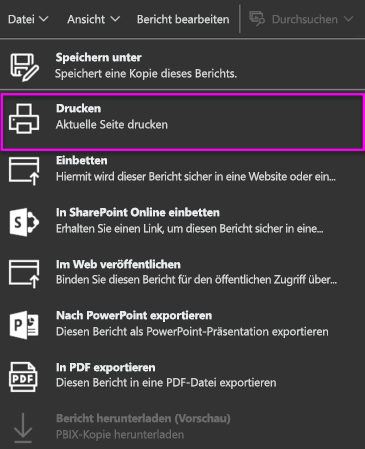 Datei Ansicht Bericht bearbeiten Durchsuchen
Speichern unter
Speichert eine Kopie dieses Berichts.
Drucken
Aktuelle Seite drucken
Einbetten
Hiermit wird dieser Bericht sicher in eine Website oder ein...
In SharePoint Online einbetten
Erhalten Sie einen Link, um diesen Bericht sicher in eine...
Im Web veröffentlichen
Binden Sie diesen Bericht für den öffentlichen Zugriff über...
Nach PowerPoint exportieren
Diesen Bericht als PowerPoint-Präsentation exportieren
In PDF exportieren
Diesen Bericht in eine PDF-Datei exportieren
Bericht herunterladen (Vorschau)
PBIX-Kopie herunterladen